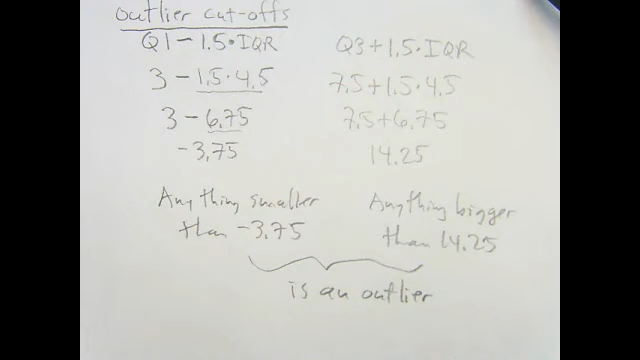 Outlier cut-offs
Q1 - 1.5•IQR
3 - 1.5•4.5
3 - 6.75
-3.75
Anything smaller
than -3.75
Q3 + 1.5•IQR
7.5 + 1.5•4.5
7.5 + 6.75
14.25
Anything bigger
than 14.25
is an outlier